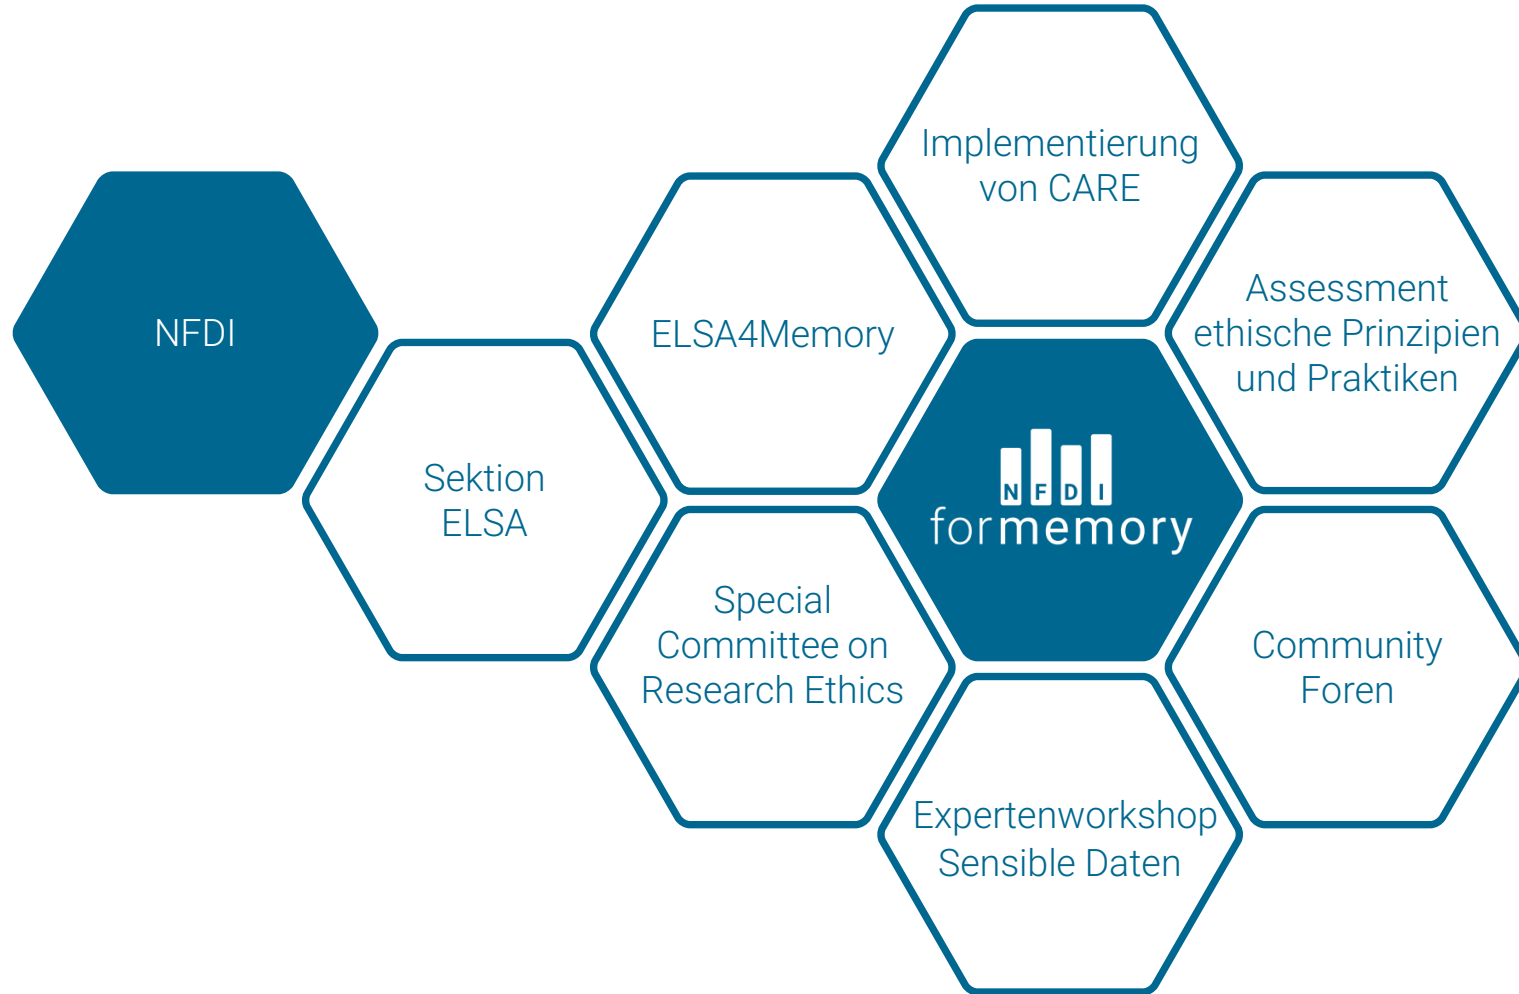 NFDI
Sektion
ELSA
ELSA4Memory
Special
Committee on
Research Ethics
Implementierung
von CARE
NFDI
formemory
Expertenworkshop
Sensible Daten
Assessment
ethische Prinzipien
und Praktiken
Community
Foren